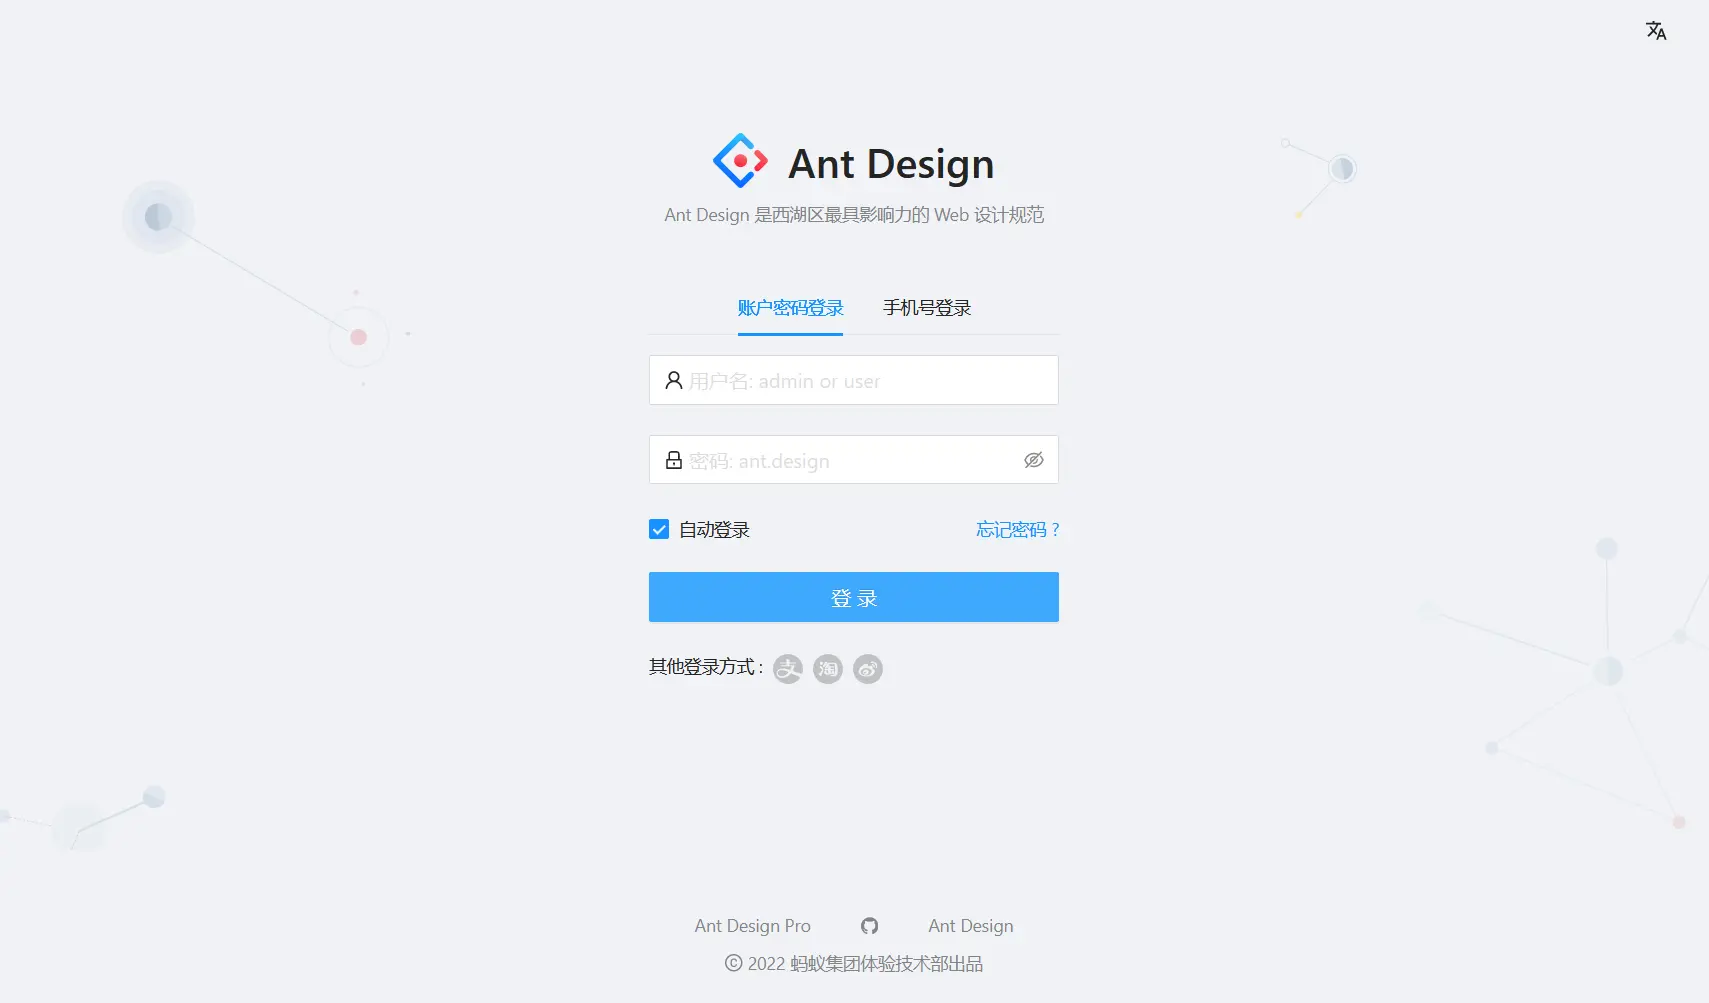 Ant Design
Ant Design 是西湖区最具影响力的 Web 设计规范
账户密码登录 手机号登录
用户名: admin or user
密码: ant.design
自动登录 忘记密码 ?
登 录
其他登录方式 :
支 淘
Ant Design Pro Ant Design
© 2022 蚂蚁集团体验技术部出品